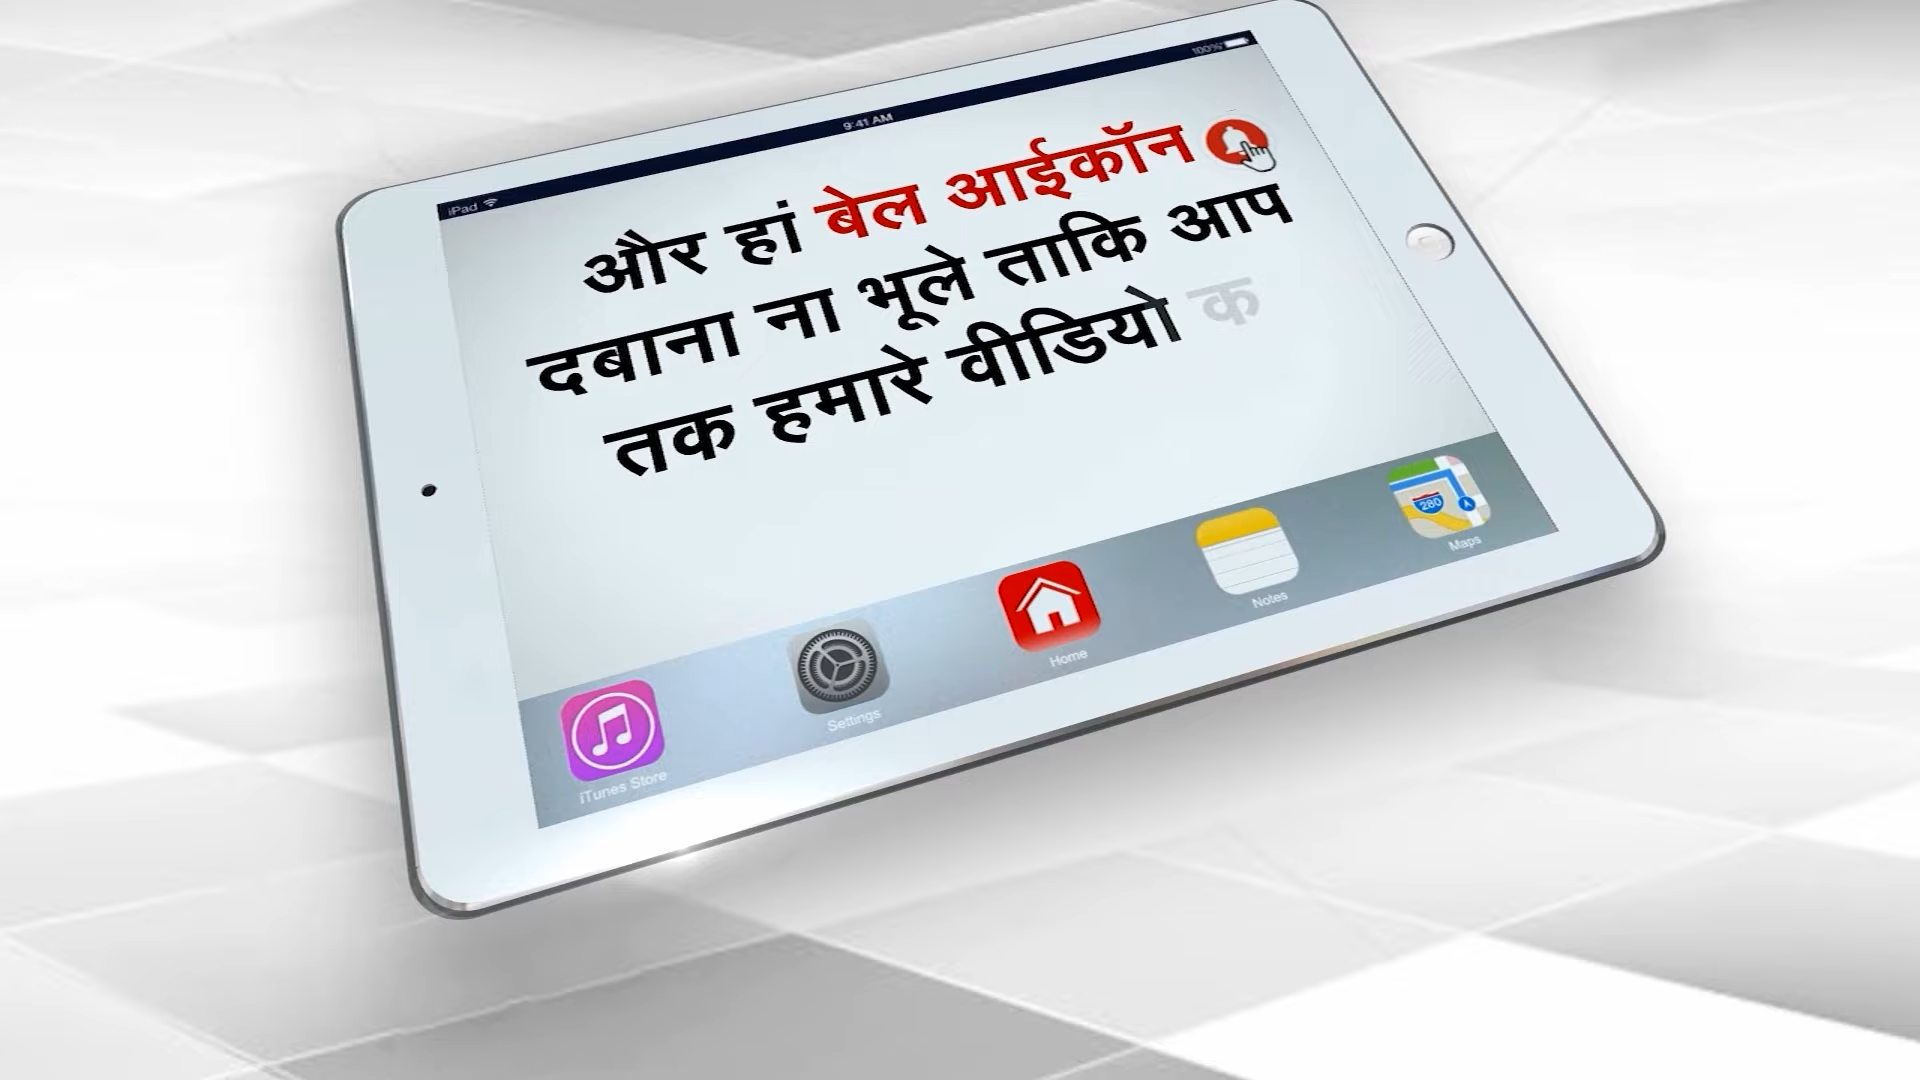 iPad
9:41 AM
100%
और हां बेल आईकॉन
दबाना ना भूले ताकि आप
तक हमारे वीडियो क
280
iTunes Store
Settings
Home
Notes
Maps